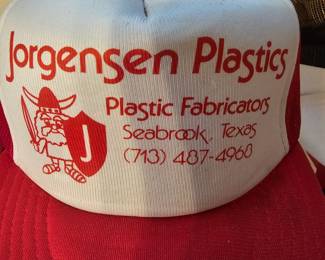 Jorgensen Plastics
Plastic Fabricators
Seabrook, Texas
J
(713) 487-4960